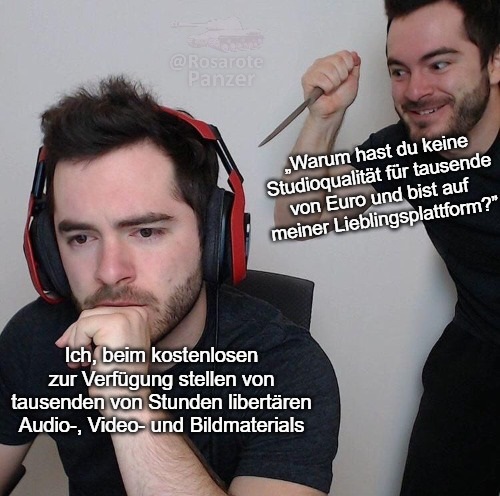 @Rosarote
Panzer
„Warum hast du keine
Studioqualität für tausende
von Euro und bist auf
meiner Lieblingsplattform?”
Ich, beim kostenlosen
zur Verfügung stellen von
tausenden von Stunden libertären
Audio-, Video- und Bildmaterials